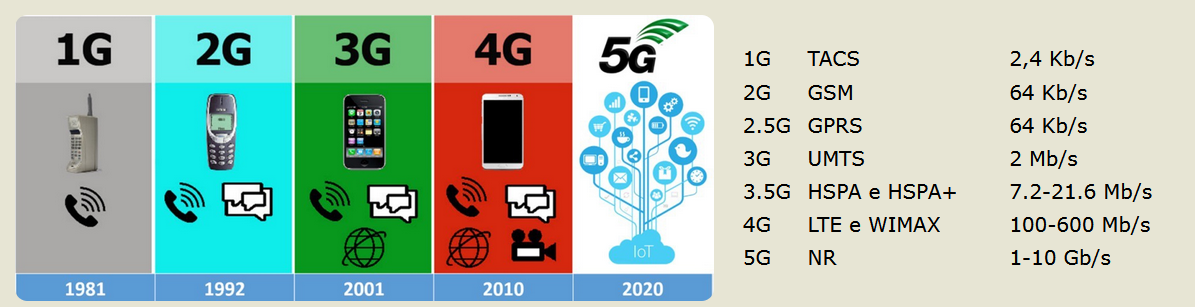 1G 2G 3G 4G 5G
IoT
1981 1992 2001 2010 2020
1G TACS 2,4 Kb/s
2G GSM 64 Kb/s
2.5G GPRS 64 Kb/s
3G UMTS 2 Mb/s
3.5G HSPA e HSPA+ 7.2-21.6 Mb/s
4G LTE e WIMAX 100-600 Mb/s
5G NR 1-10 Gb/s